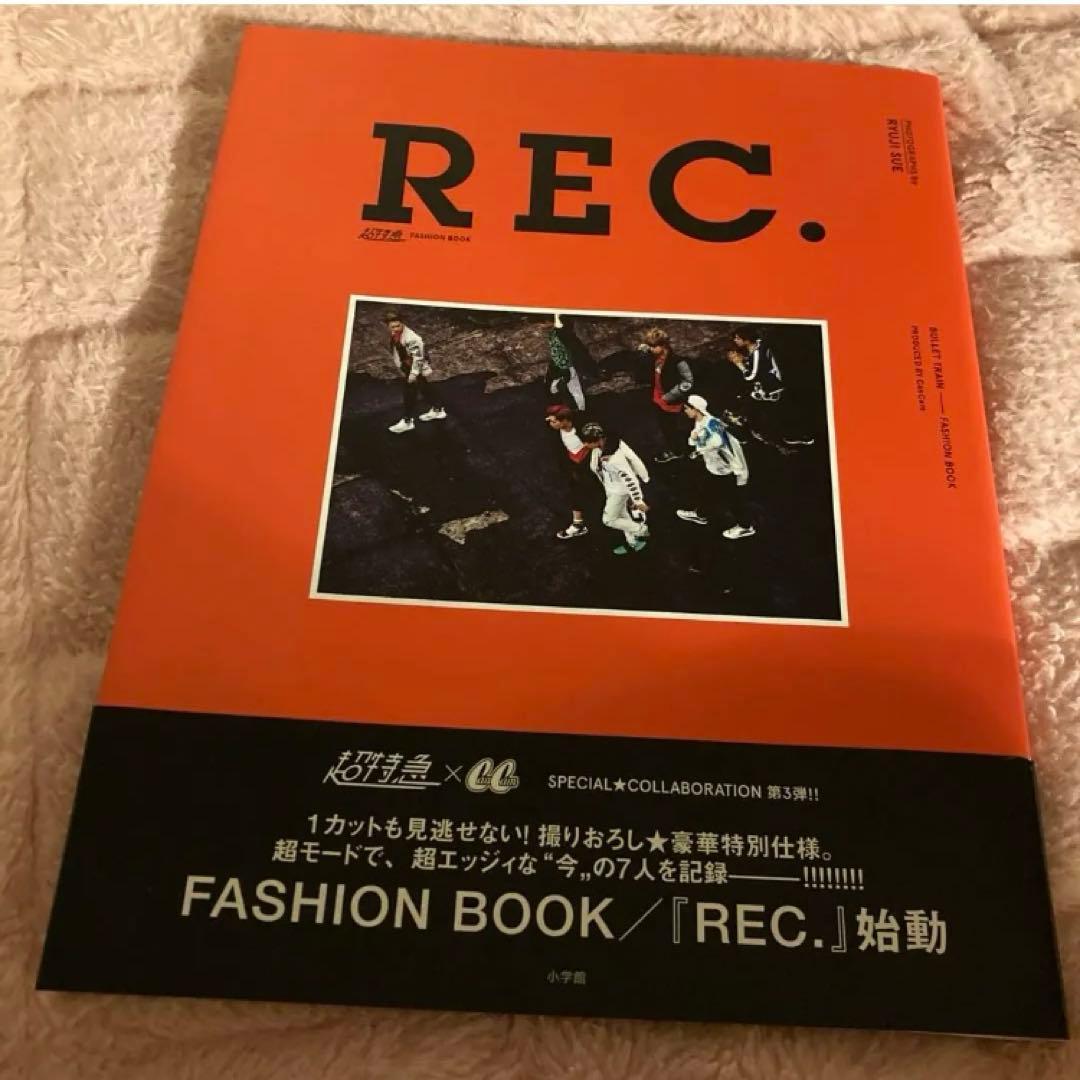 REC.
超特急 FASHION BOOK
PHOTOGRAPHS BY
RYUJI SUE
BULLET TRAIN —— FASHION BOOK
PRODUCED BY CanCam
超特急×CanCam SPECIAL★COLLABORATION 第3弾!!
1カットも見逃せない! 撮りおろし★豪華特別仕様。
超モードで、超エッジィな“今„の7人を記録———!!!!!!!!
FASHION BOOK／『REC.』始動
小学館